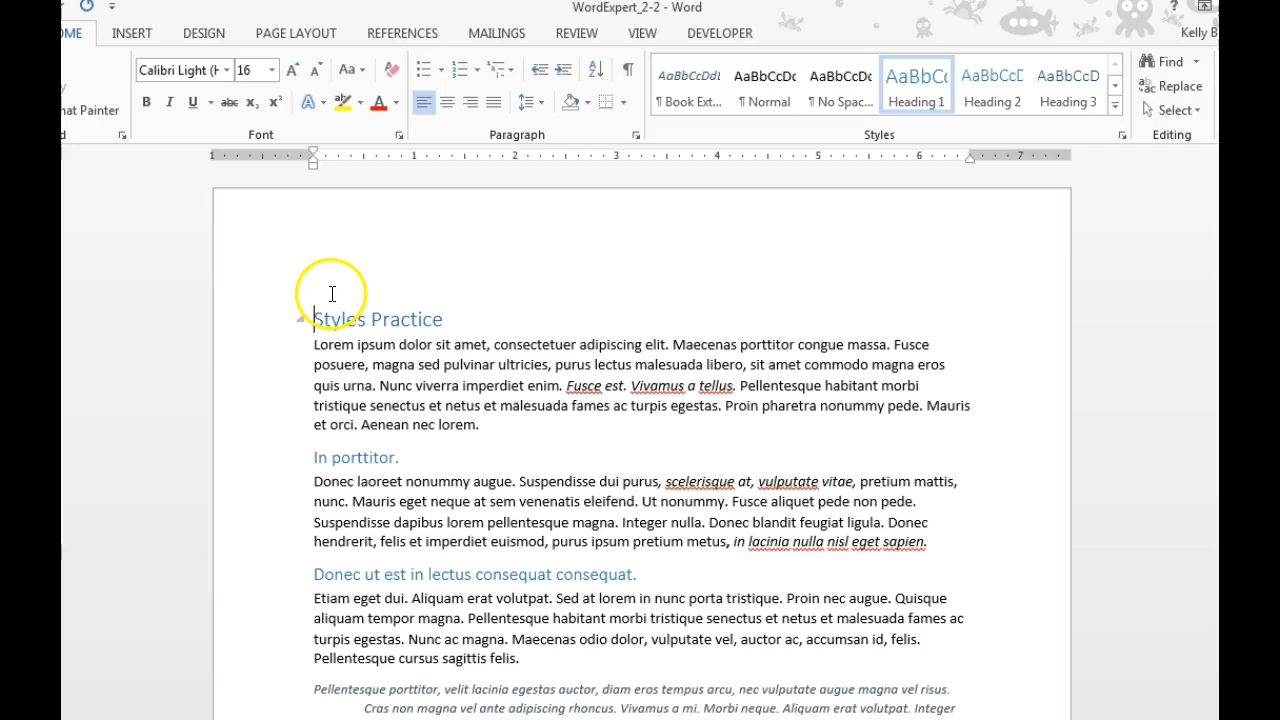 WordExpert_2-2 - Word
?
OME INSERT DESIGN PAGE LAYOUT REFERENCES MAILINGS REVIEW VIEW DEVELOPER Kelly B
Calibri Light (H 16 Aa
AaBbCcDdI AaBbCcDc AaBbCcDc AaBbCc AaBbCcD AaBbCcD
¶ Book Ext... ¶ Normal ¶ No Spac... Heading 1 Heading 2 Heading 3
Find
Replace
Select
B I U abc X2 X2 A A
mat Painter
d Font Paragraph Styles Editing
1 1 2 3 4 5 6 7
Styles Practice
Lorem ipsum dolor sit amet, consectetuer adipiscing elit. Maecenas porttitor congue massa. Fusce
posuere, magna sed pulvinar ultricies, purus lectus malesuada libero, sit amet commodo magna eros
quis urna. Nunc viverra imperdiet enim. Fusce est. Vivamus a tellus. Pellentesque habitant morbi
tristique senectus et netus et malesuada fames ac turpis egestas. Proin pharetra nonummy pede. Mauris
et orci. Aenean nec lorem.
In porttitor.
Donec laoreet nonummy augue. Suspendisse dui purus, scelerisque at, vulputate vitae, pretium mattis,
nunc. Mauris eget neque at sem venenatis eleifend. Ut nonummy. Fusce aliquet pede non pede.
Suspendisse dapibus lorem pellentesque magna. Integer nulla. Donec blandit feugiat ligula. Donec
hendrerit, felis et imperdiet euismod, purus ipsum pretium metus, in lacinia nulla nisl eget sapien.
Donec ut est in lectus consequat consequat.
Etiam eget dui. Aliquam erat volutpat. Sed at lorem in nunc porta tristique. Proin nec augue. Quisque
aliquam tempor magna. Pellentesque habitant morbi tristique senectus et netus et malesuada fames ac
turpis egestas. Nunc ac magna. Maecenas odio dolor, vulputate vel, auctor ac, accumsan id, felis.
Pellentesque cursus sagittis felis.
Pellentesque porttitor, velit lacinia egestas auctor, diam eros tempus arcu, nec vulputate augue magna vel risus.
Cras non magna vel ante adipiscing rhoncus. Vivamus a mi. Morbi neque. Aliquam erat volutpat. Integer